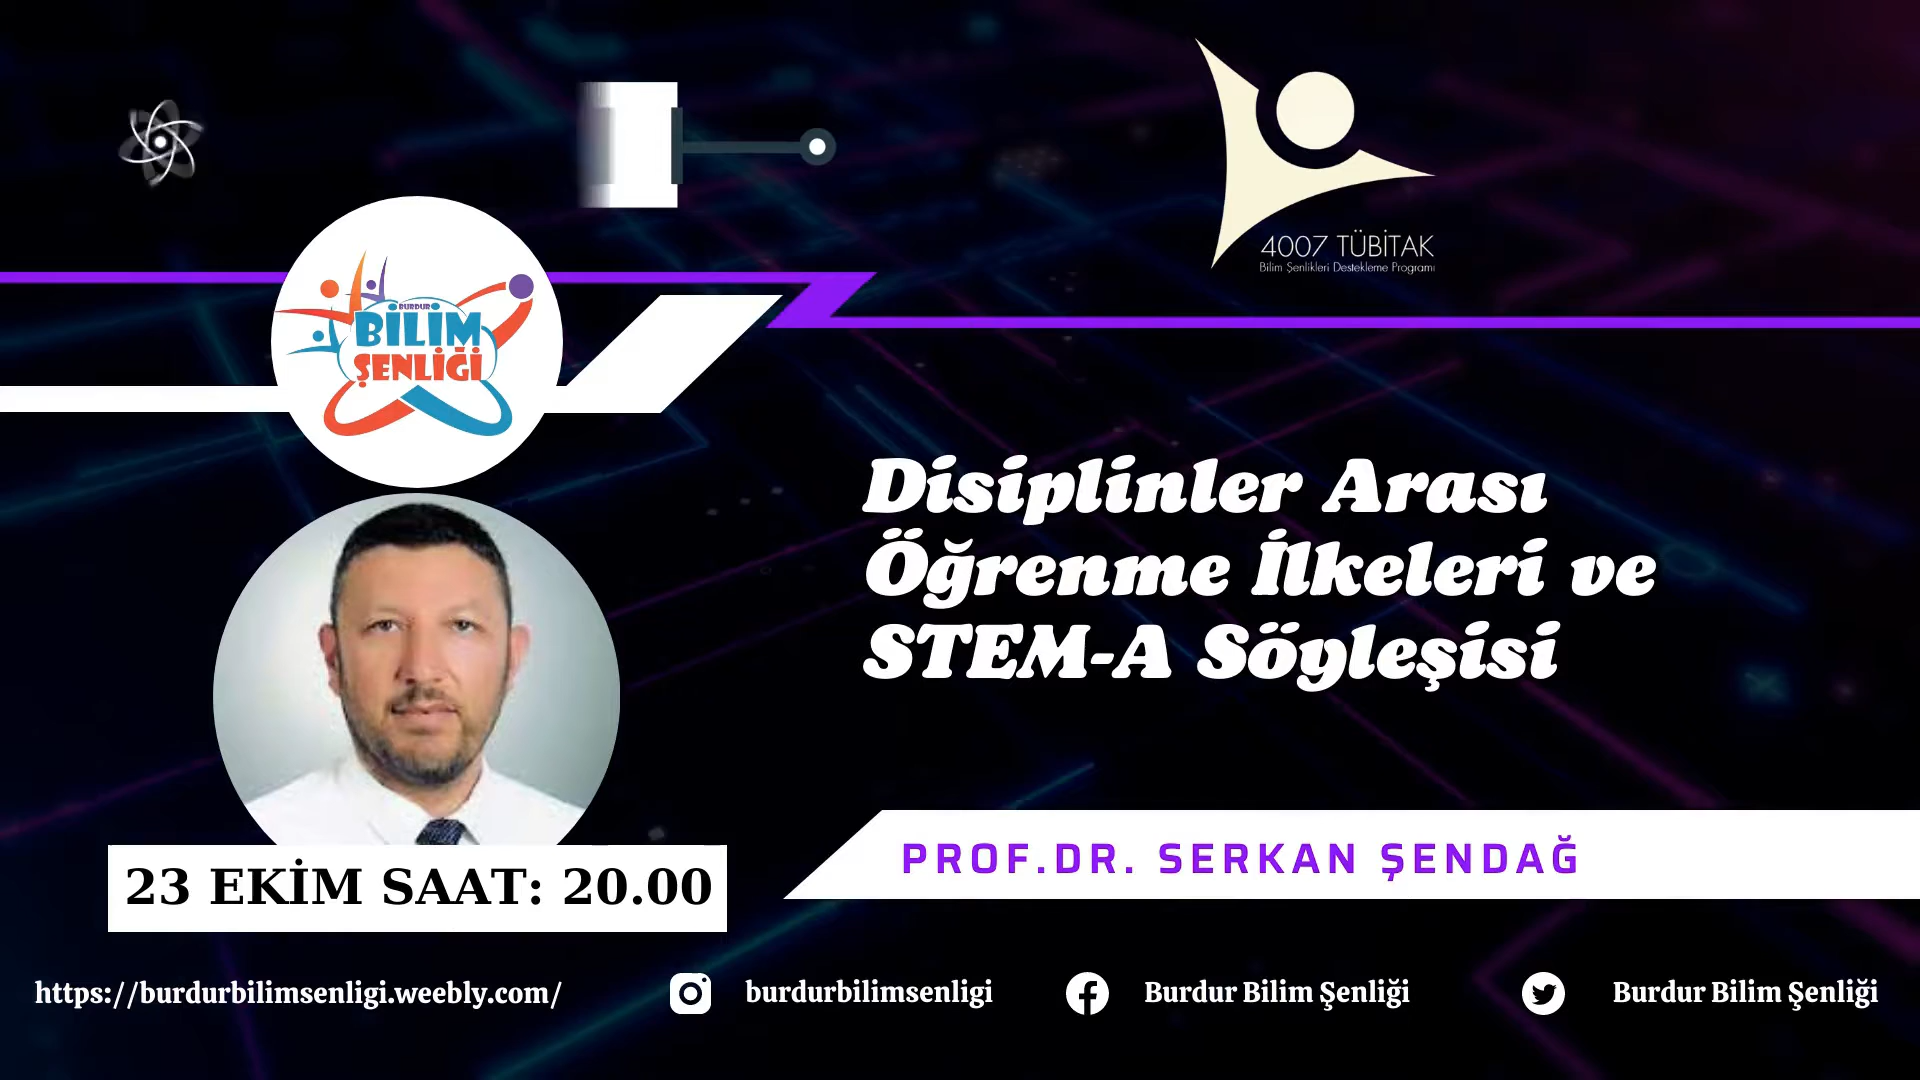 4007 TÜBİTAK
Bilim Şenlikleri Destekleme Programı
BURDUR
BİLİM
ŞENLİĞİ
Disiplinler Arası
Öğrenme İlkeleri ve
STEM-A Söyleşisi
PROF.DR. SERKAN ŞENDAĞ
23 EKİM SAAT: 20.00
https://burdurbilimsenligi.weebly.com/
burdurbilimsenligi
Burdur Bilim Şenliği
Burdur Bilim Şenliği